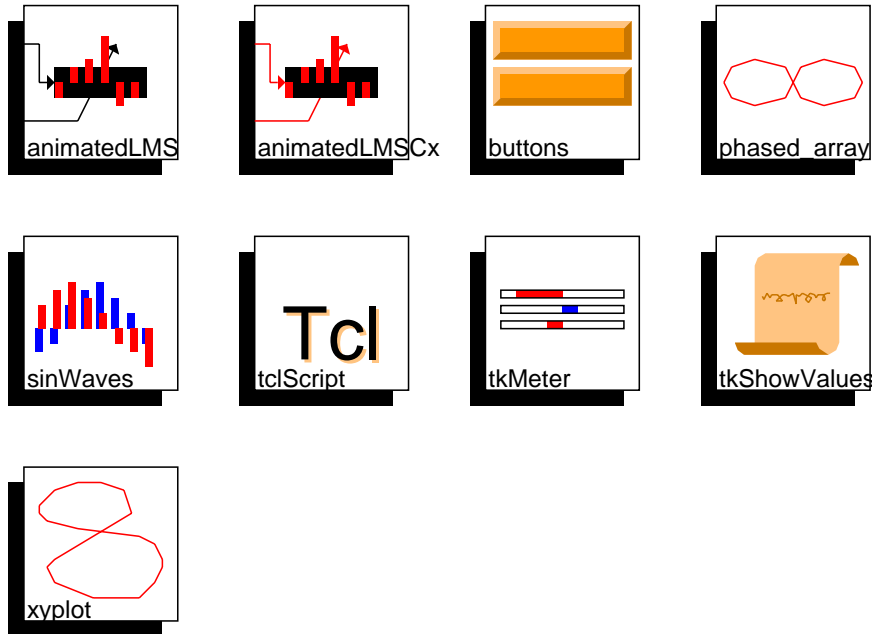 animatedLMS
animatedLMSCx
buttons
phased_array
sinWaves
Tcl
tclScript
tkMeter
tkShowValues
xyplot